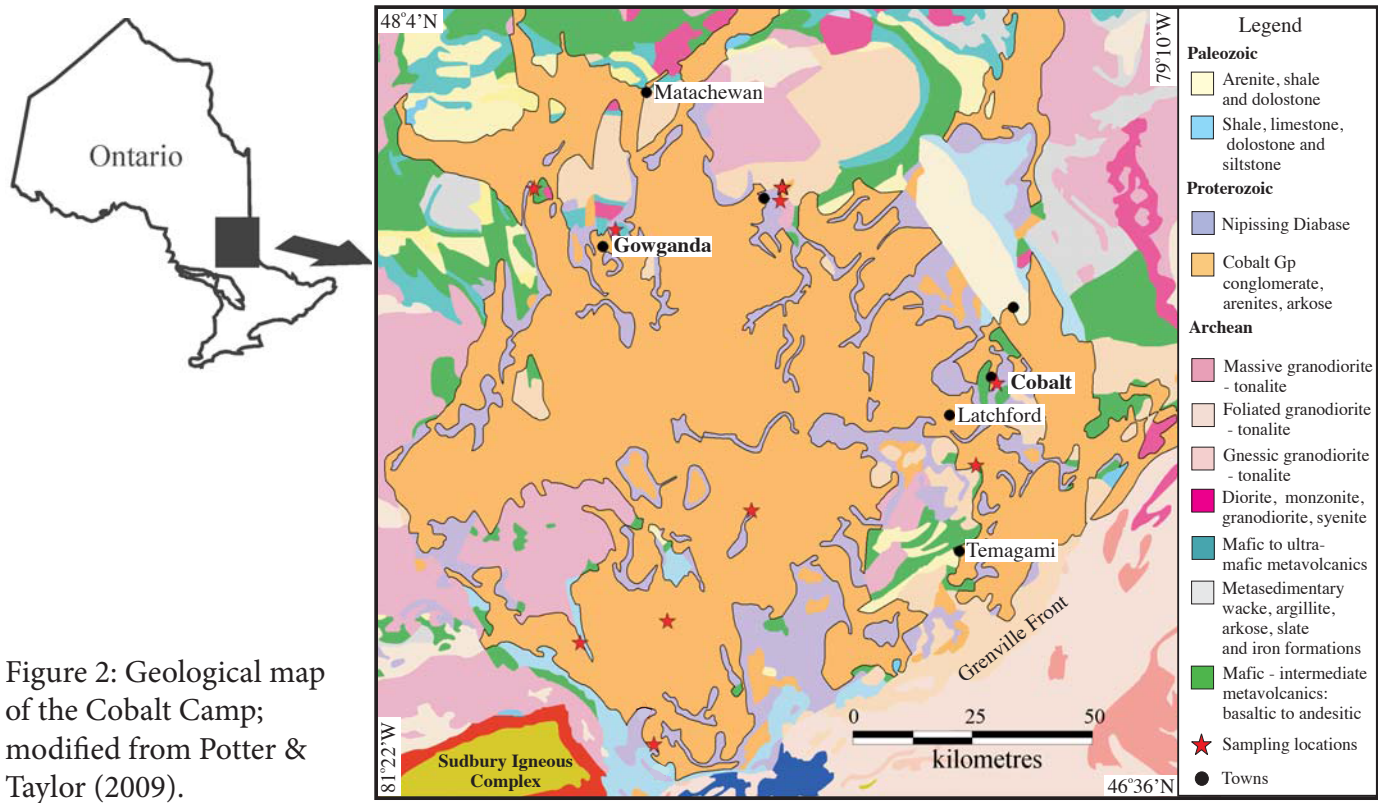 Ontario
48°4'N
79°10'W
Matachewan
Gowganda
Cobalt
Latchford
Temagami
Grenville Front
0 25 50
kilometres
Sudbury Igneous
Complex
81°22'W
46°36'N
Legend
Paleozoic
Arenite, shale
and dolostone
Shale, limestone,
dolostone and
siltstone
Proterozoic
Nipissing Diabase
Cobalt Gp
conglomerate,
arenites, arkose
Archean
Massive granodiorite
- tonalite
Foliated granodiorite
- tonalite
Gnessic granodiorite
- tonalite
Diorite, monzonite,
granodiorite, syenite
Mafic to ultra-
mafic metavolcanics
Metasedimentary
wacke, argillite,
arkose, slate
and iron formations
Mafic - intermediate
metavolcanics:
basaltic to andesitic
Sampling locations
Towns
Figure 2: Geological map
of the Cobalt Camp;
modified from Potter &
Taylor (2009).